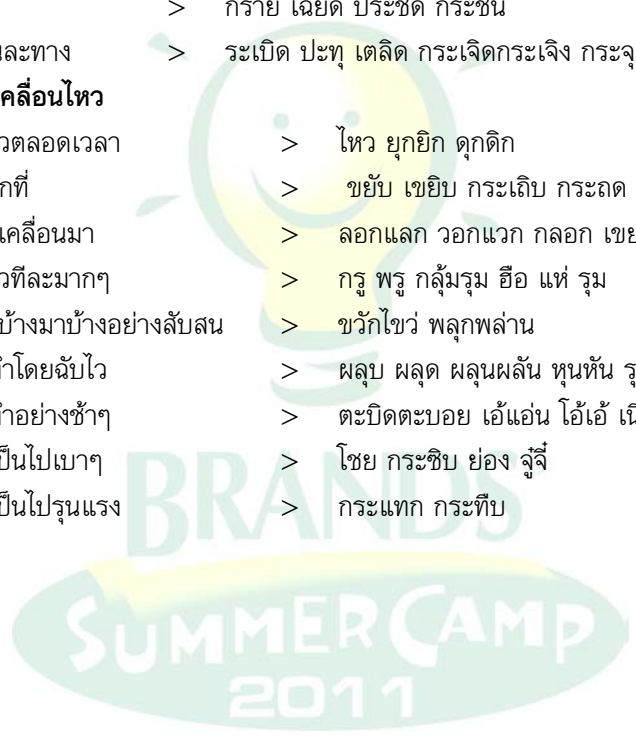 > กราย เฉียด ประชิด กระชั้น
นละทาง > ระเบิด ปะทุ เตลิด กระเจิดกระเจิง กระจุ
คลื่อนไหว
วตลอดเวลา > ไหว ยุกยิก ดุกดิก
กที่ > ขยับ เขยิบ กระเถิบ กระถด
เคลื่อนมา > ลอกแลก วอกแวก กลอก เขย
วทีละมากๆ > กรู พรู กลุ้มรุม ฮือ แห่ รุม
บ้างมาบ้างอย่างสับสน > ขวักไขว่ พลุกพล่าน
ำโดยฉับไว > ผลุบ ผลุด ผลุนผลัน หุนหัน รุ
ำอย่างช้าๆ > ตะบิดตะบอย เอ้แอ่น โอ้เอ้ เนิ
ป็นไปเบาๆ > โชย กระซิบ ย่อง จู๋จี๋
ป็นไปรุนแรง > กระแทก กระทืบ
BRAND'S
SUMMER CAMP
2011